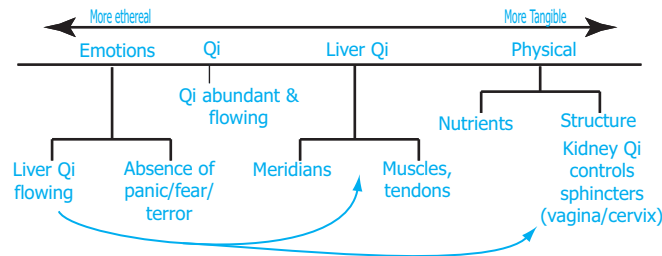 More ethereal
More Tangible
Emotions
Qi
Liver Qi
Physical
Qi abundant &
flowing
Nutrients
Structure
Liver Qi
flowing
Absence of
panic/fear/
terror
Meridians
Muscles,
tendons
Kidney Qi
controls
sphincters
(vagina/cervix)